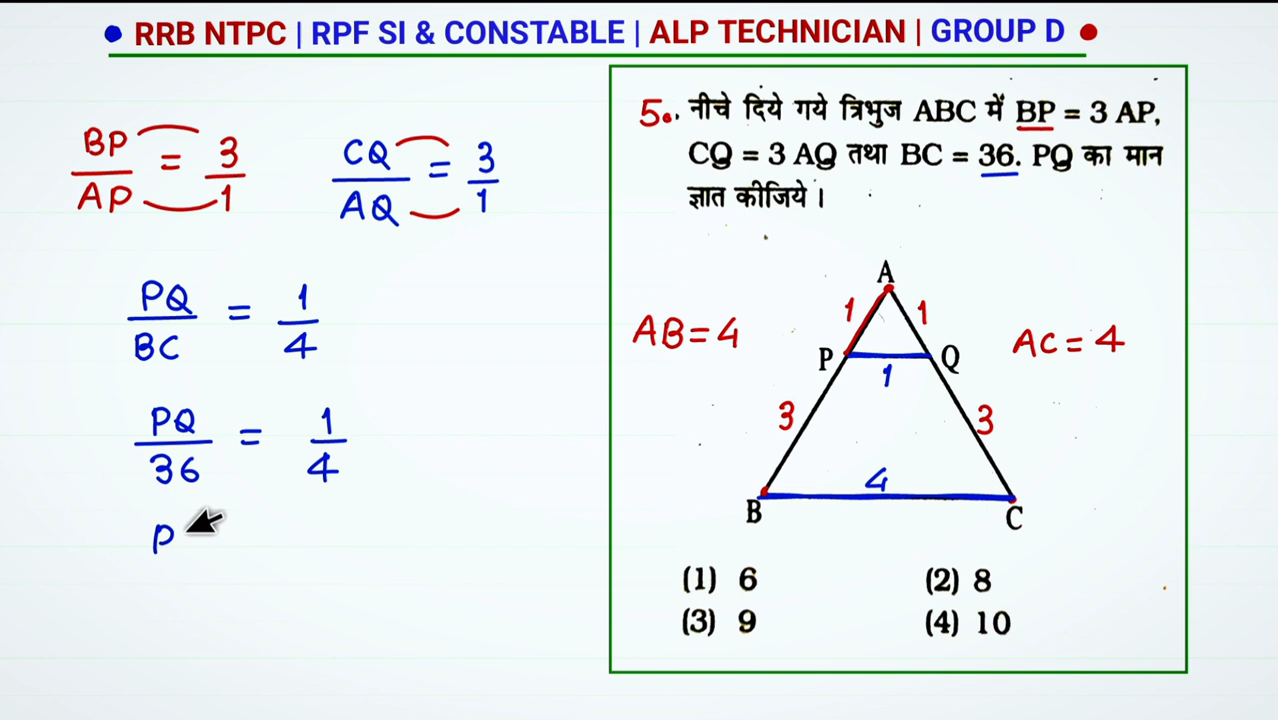 • RRB NTPC | RPF SI & CONSTABLE | ALP TECHNICIAN | GROUP D •
BP/AP = 3/1
CQ/AQ = 3/1
PQ/BC = 1/4
PQ/36 = 1/4
P
5. नीचे दिये गये त्रिभुज ABC में BP = 3 AP,
CQ = 3 AQ तथा BC = 36. PQ का मान
ज्ञात कीजिये।
A
1 1
AB = 4
AC = 4
P Q
1
3 3
4
B C
(1) 6 (2) 8
(3) 9 (4) 10